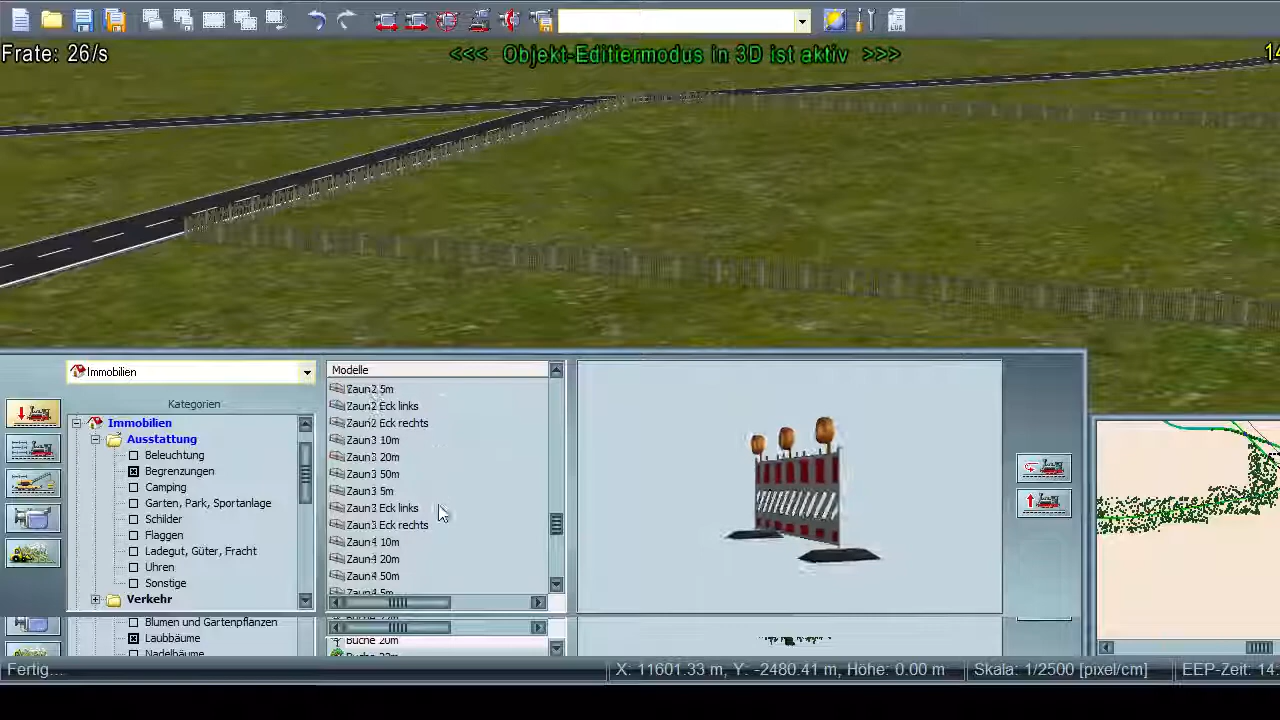 LUR
Frate: 26/s
<<< Objekt-Editiermodus in 3D ist aktiv >>>
14
Immobilien
Kategorien
Immobilien
Ausstattung
Beleuchtung
Begrenzungen
Camping
Garten, Park, Sportanlage
Schilder
Flaggen
Ladegut, Güter, Fracht
Uhren
Sonstige
Verkehr
Blumen und Gartenpflanzen
Laubbäume
Nadelbäume
Modelle
Zaun2 5m
Zaun2 Eck links
Zaun2 Eck rechts
Zaun3 10m
Zaun3 20m
Zaun3 50m
Zaun3 5m
Zaun3 Eck links
Zaun3 Eck rechts
Zaun4 10m
Zaun4 20m
Zaun4 50m
Zaun4 5m
Buche 20m
Fertig...
X: 11601.33 m, Y: -2480.41 m, Höhe: 0.00 m
Skala: 1/2500 [pixel/cm]
EEP-Zeit: 14.